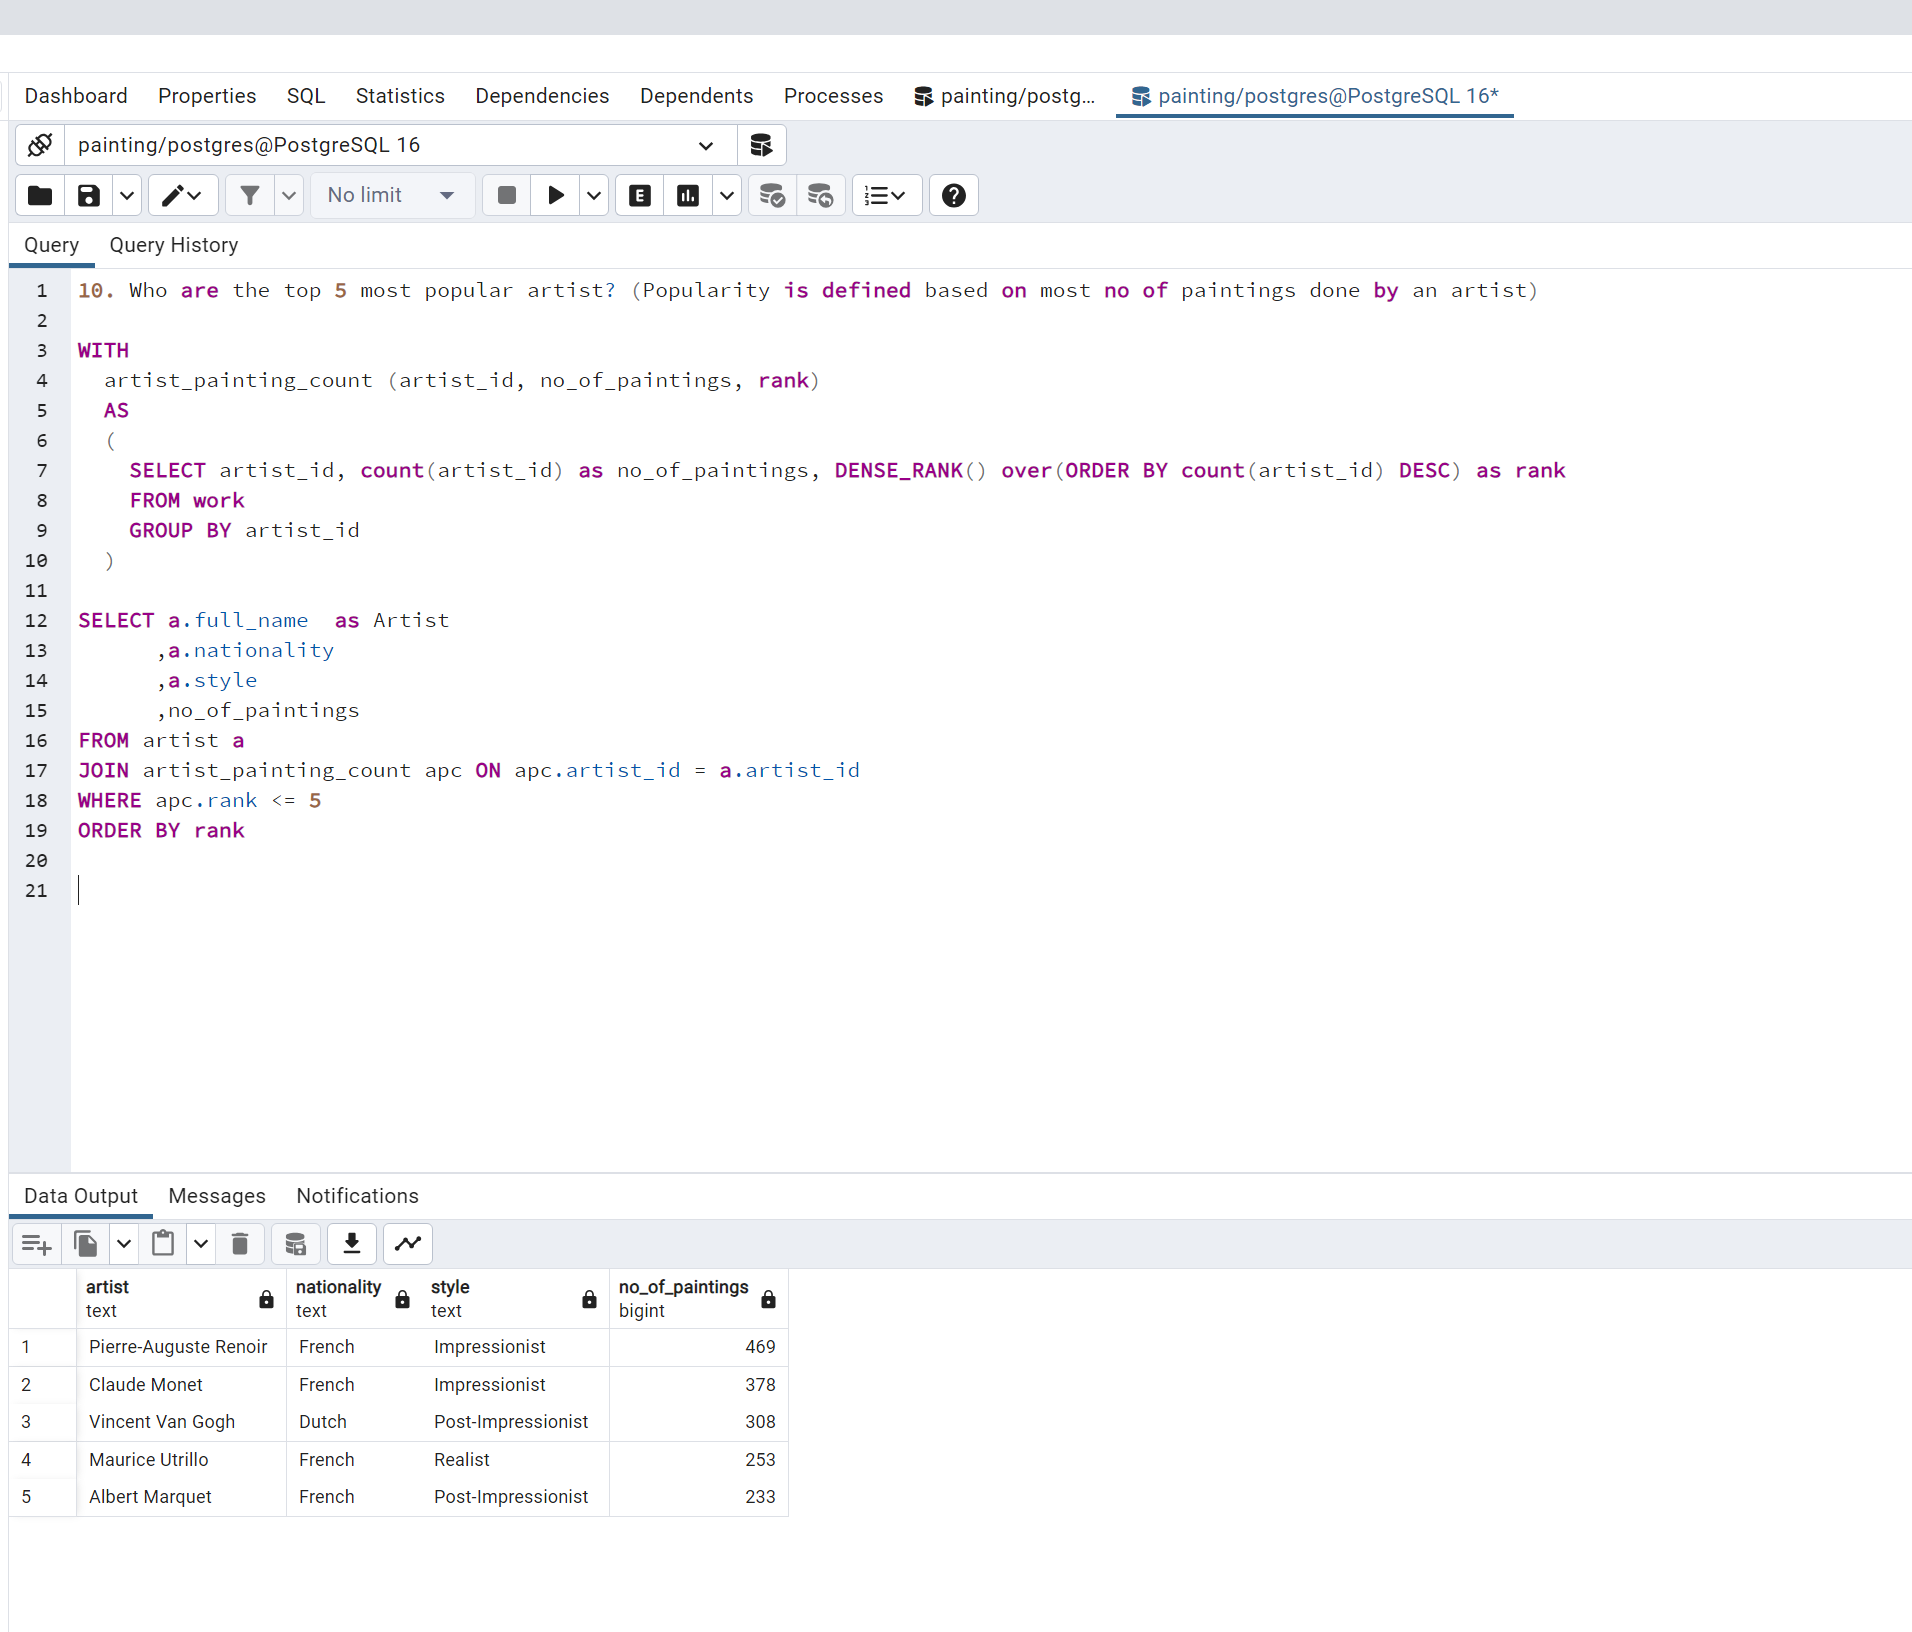 Dashboard Properties SQL Statistics Dependencies Dependents Processes painting/postg... painting/postgres@PostgreSQL 16*
painting/postgres@PostgreSQL 16
No limit E
Query Query History
1 10. Who are the top 5 most popular artist? (Popularity is defined based on most no of paintings done by an artist)
2
3 WITH
4 artist_painting_count (artist_id, no_of_paintings, rank)
5 AS
6 (
7 SELECT artist_id, count(artist_id) as no_of_paintings, DENSE_RANK() over(ORDER BY count(artist_id) DESC) as rank
8 FROM work
9 GROUP BY artist_id
10 )
11
12 SELECT a.full_name  as Artist
13 ,a.nationality
14 ,a.style
15 ,no_of_paintings
16 FROM artist a
17 JOIN artist_painting_count apc ON apc.artist_id = a.artist_id
18 WHERE apc.rank <= 5
19 ORDER BY rank
20
21
Data Output Messages Notifications
artist nationality style no_of_paintings
text text text bigint
1 Pierre-Auguste Renoir French Impressionist 469
2 Claude Monet French Impressionist 378
3 Vincent Van Gogh Dutch Post-Impressionist 308
4 Maurice Utrillo French Realist 253
5 Albert Marquet French Post-Impressionist 233